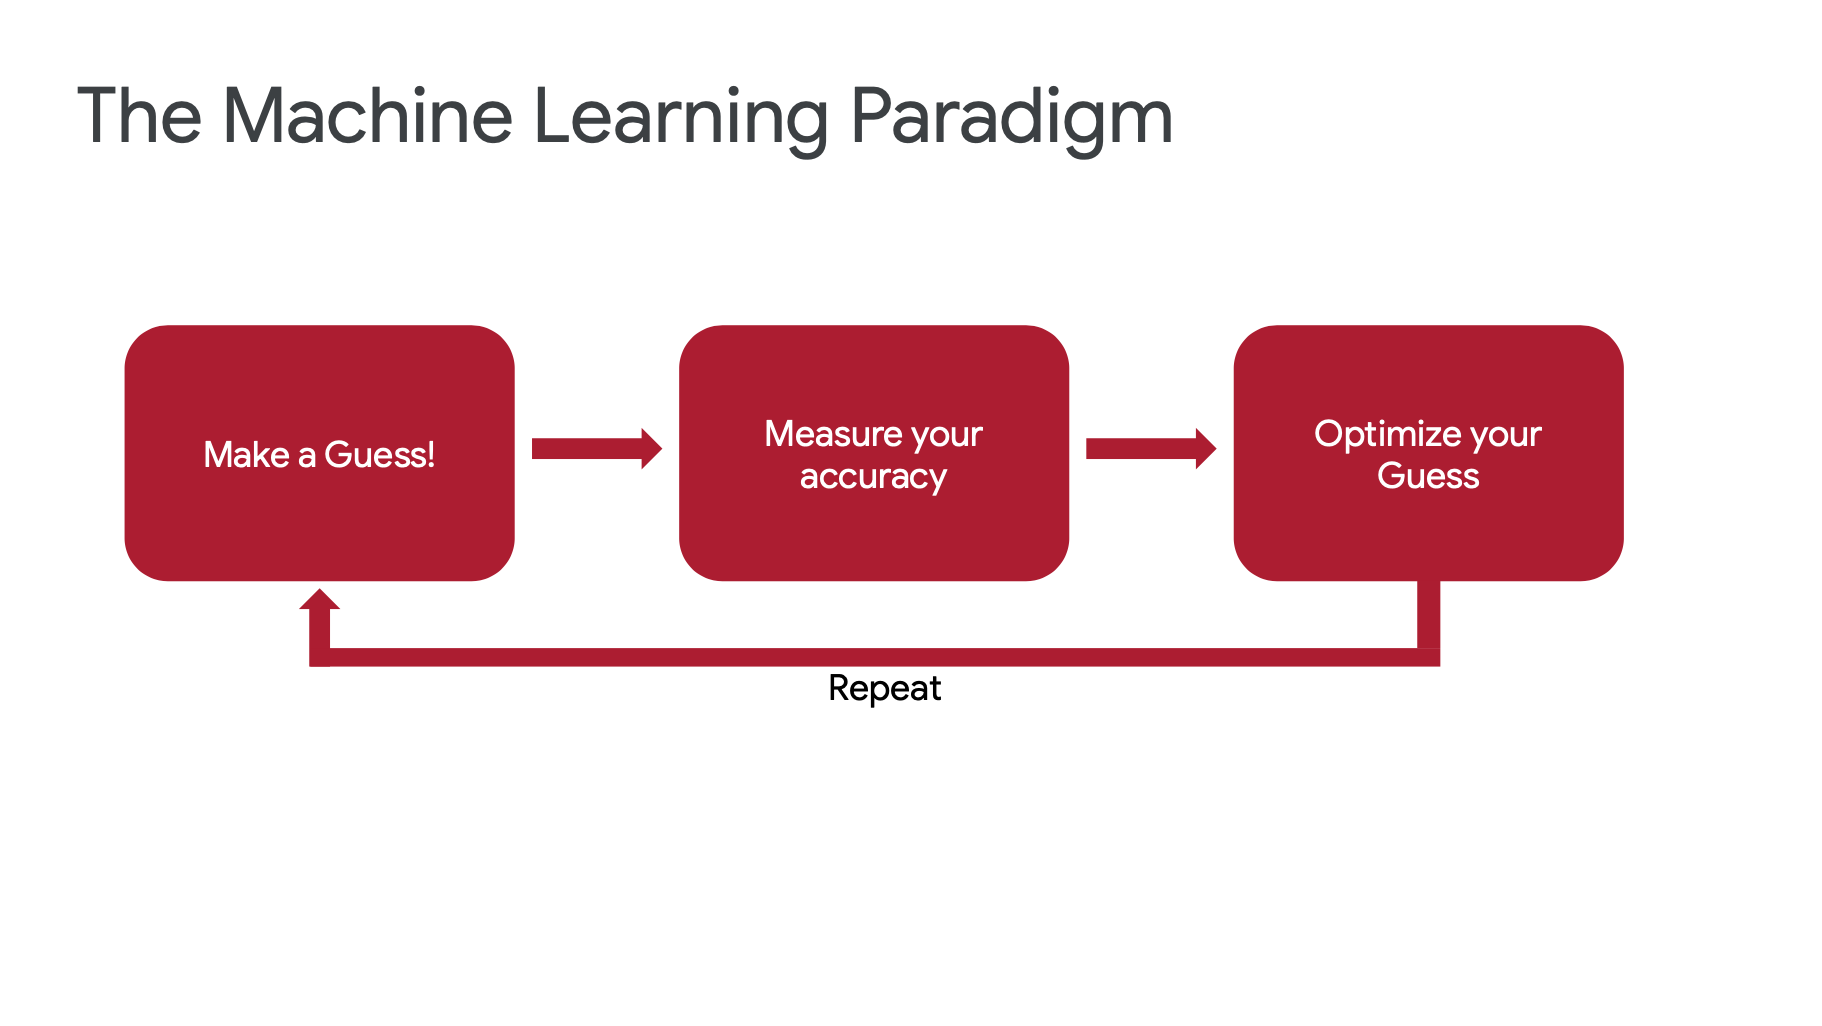 The Machine Learning Paradigm
Make a Guess!
Measure your
accuracy
Optimize your
Guess
Repeat